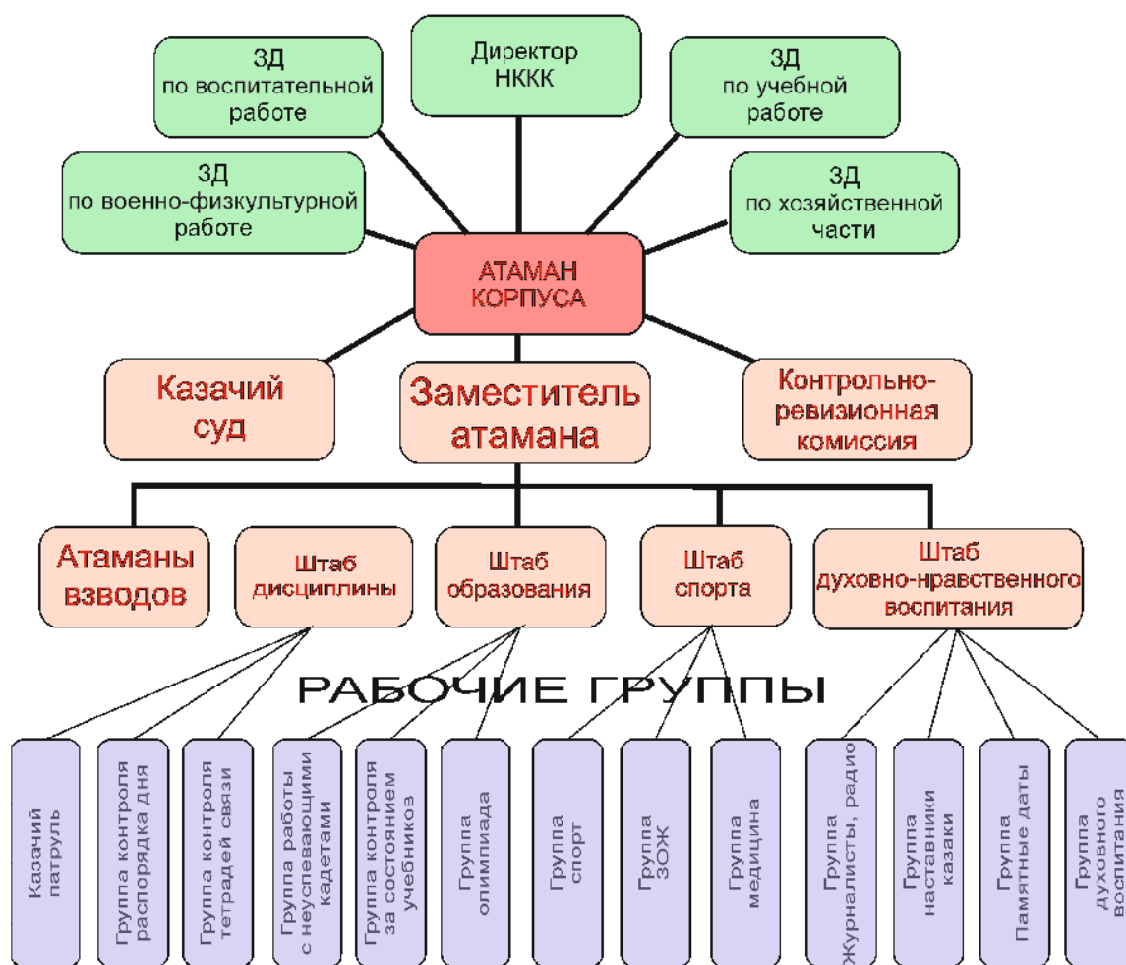 ЗД
по воспитательной
работе
Директор
НККК
ЗД
по учебной
работе
ЗД
по военно-физкультурной
работе
ЗД
по хозяйственной
части
АТАМАН
КОРПУСА
Казачий
суд
Заместитель
атамана
Контрольно-
ревизионная
комиссия
Атаманы
взводов
Штаб
дисциплины
Штаб
образования
Штаб
спорта
Штаб
духовно-нравственного
воспитания
РАБОЧИЕ ГРУППЫ
Казачий
патруль
Группа контроля
распорядка дня
Группа контроля
тетрадей связи
Группа работы
с неуспевающими
кадетами
Группа контроля
за состоянием
учебников
Группа
олимпиада
Группа
спорт
Группа
ЗОЖ
Группа
медицина
Группа
Журналисты, радио
Группа
наставники
казаки
Группа
Памятные даты
Группа
духовного
воспитания